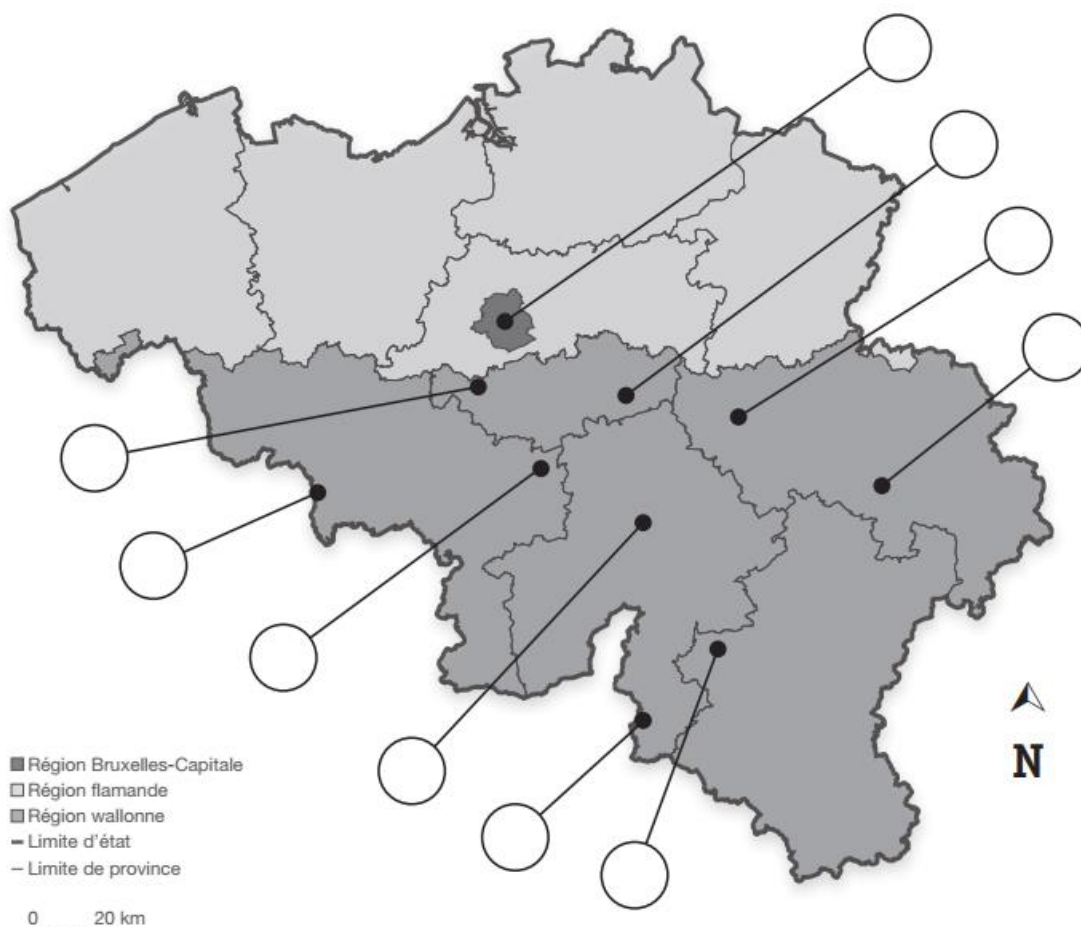 N
Région Bruxelles-Capitale
Région flamande
Région wallonne
Limite d'état
Limite de province
0 20 km